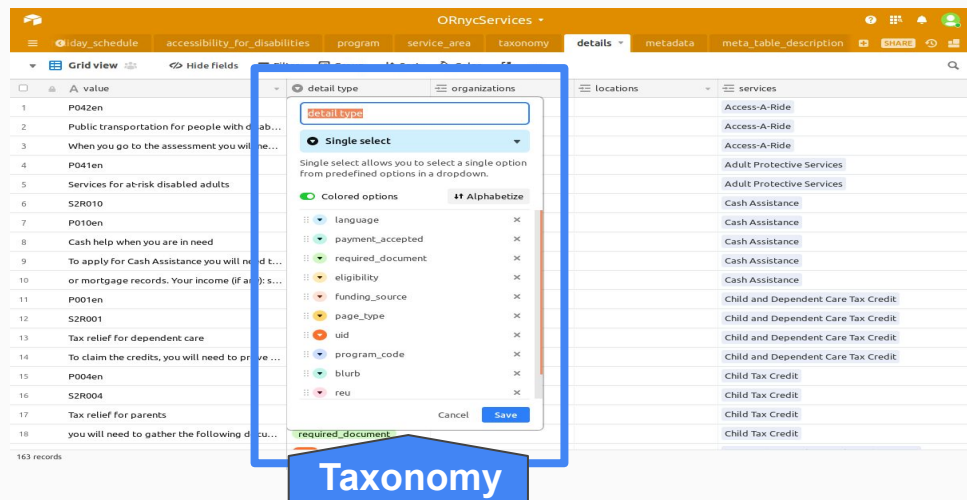 ORnycServices
iday_schedule accessibility_for_disabilities program service_area taxonomy details metadata meta_table_description SHARE
Grid view Hide fields
A value detail type organizations locations services
1 P042en Access-A-Ride
2 Public transportation for people with d ab... Access-A-Ride
3 When you go to the assessment you wil ne... Access-A-Ride
4 P041en Adult Protective Services
5 Services for at-risk disabled adults Adult Protective Services
6 S2R010 Cash Assistance
7 P010en Cash Assistance
8 Cash help when you are in need Cash Assistance
9 To apply for Cash Assistance you will need t... Cash Assistance
10 or mortgage records. Your income (if any): s... Cash Assistance
11 P001en Child and Dependent Care Tax Credit
12 S2R001 Child and Dependent Care Tax Credit
13 Tax relief for dependent care Child and Dependent Care Tax Credit
14 To claim the credits, you will need to pr ve ... Child and Dependent Care Tax Credit
15 P004en Child Tax Credit
16 S2R004 Child Tax Credit
17 Tax relief for parents Child Tax Credit
18 you will need to gather the following d cu... required_document Child Tax Credit
163 records
detail type
Single select
Single select allows you to select a single option
from predefined options in a dropdown.
Colored options Alphabetize
language
payment_accepted
required_document
eligibility
funding_source
page_type
uid
program_code
blurb
reu
Cancel Save
Taxonomy